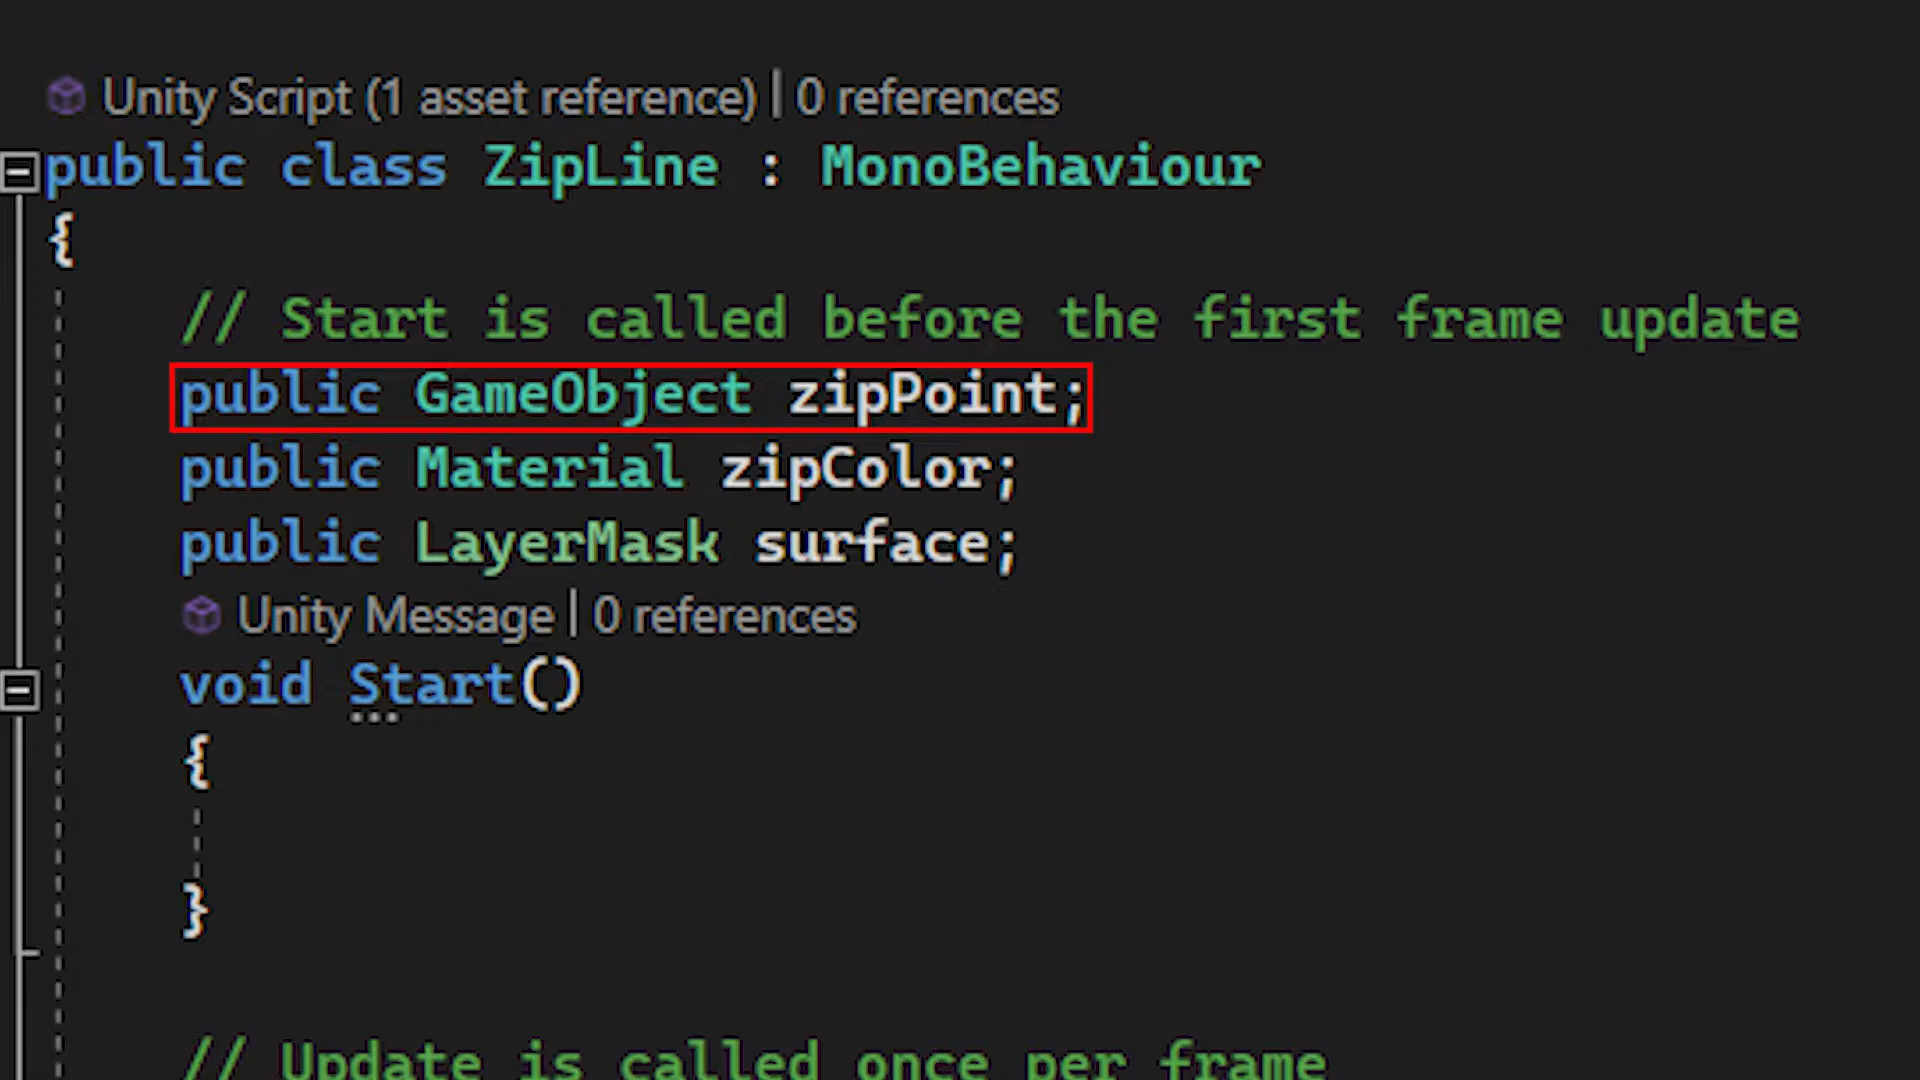 Unity Script (1 asset reference) | 0 references
public class ZipLine : MonoBehaviour
{
// Start is called before the first frame update
public GameObject zipPoint;
public Material zipColor;
public LayerMask surface;
Unity Message | 0 references
void Start()
{
}
// Update is called once per frame